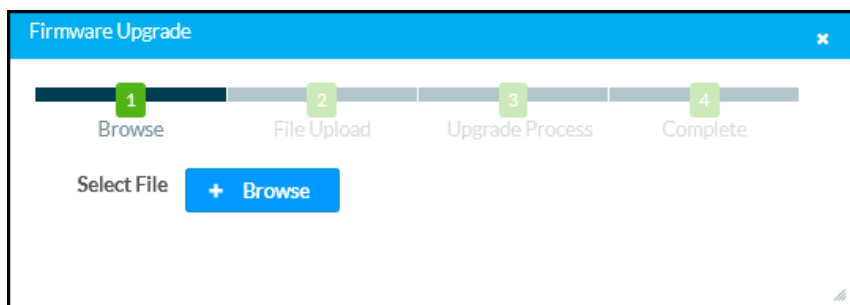 Firmware Upgrade
1 2 3 4
Browse File Upload Upgrade Process Complete
Select File + Browse